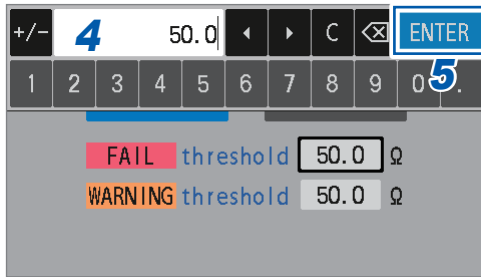 +/- 4 50.0 ◂ ▸ C ⌫ ENTER
1 2 3 4 5 6 7 8 9 0 5 .
FAIL threshold 50.0 Ω
WARNING threshold 50.0 Ω